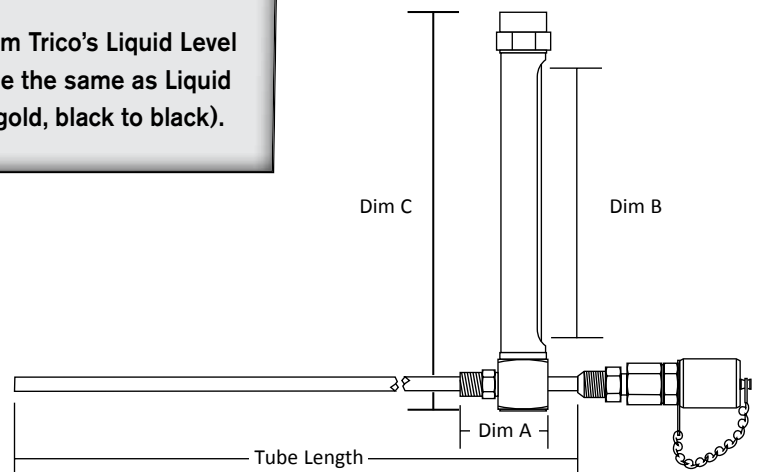 m Trico's Liquid Level
e the same as Liquid
gold, black to black).
Dim C
Dim B
Dim A
Tube Length